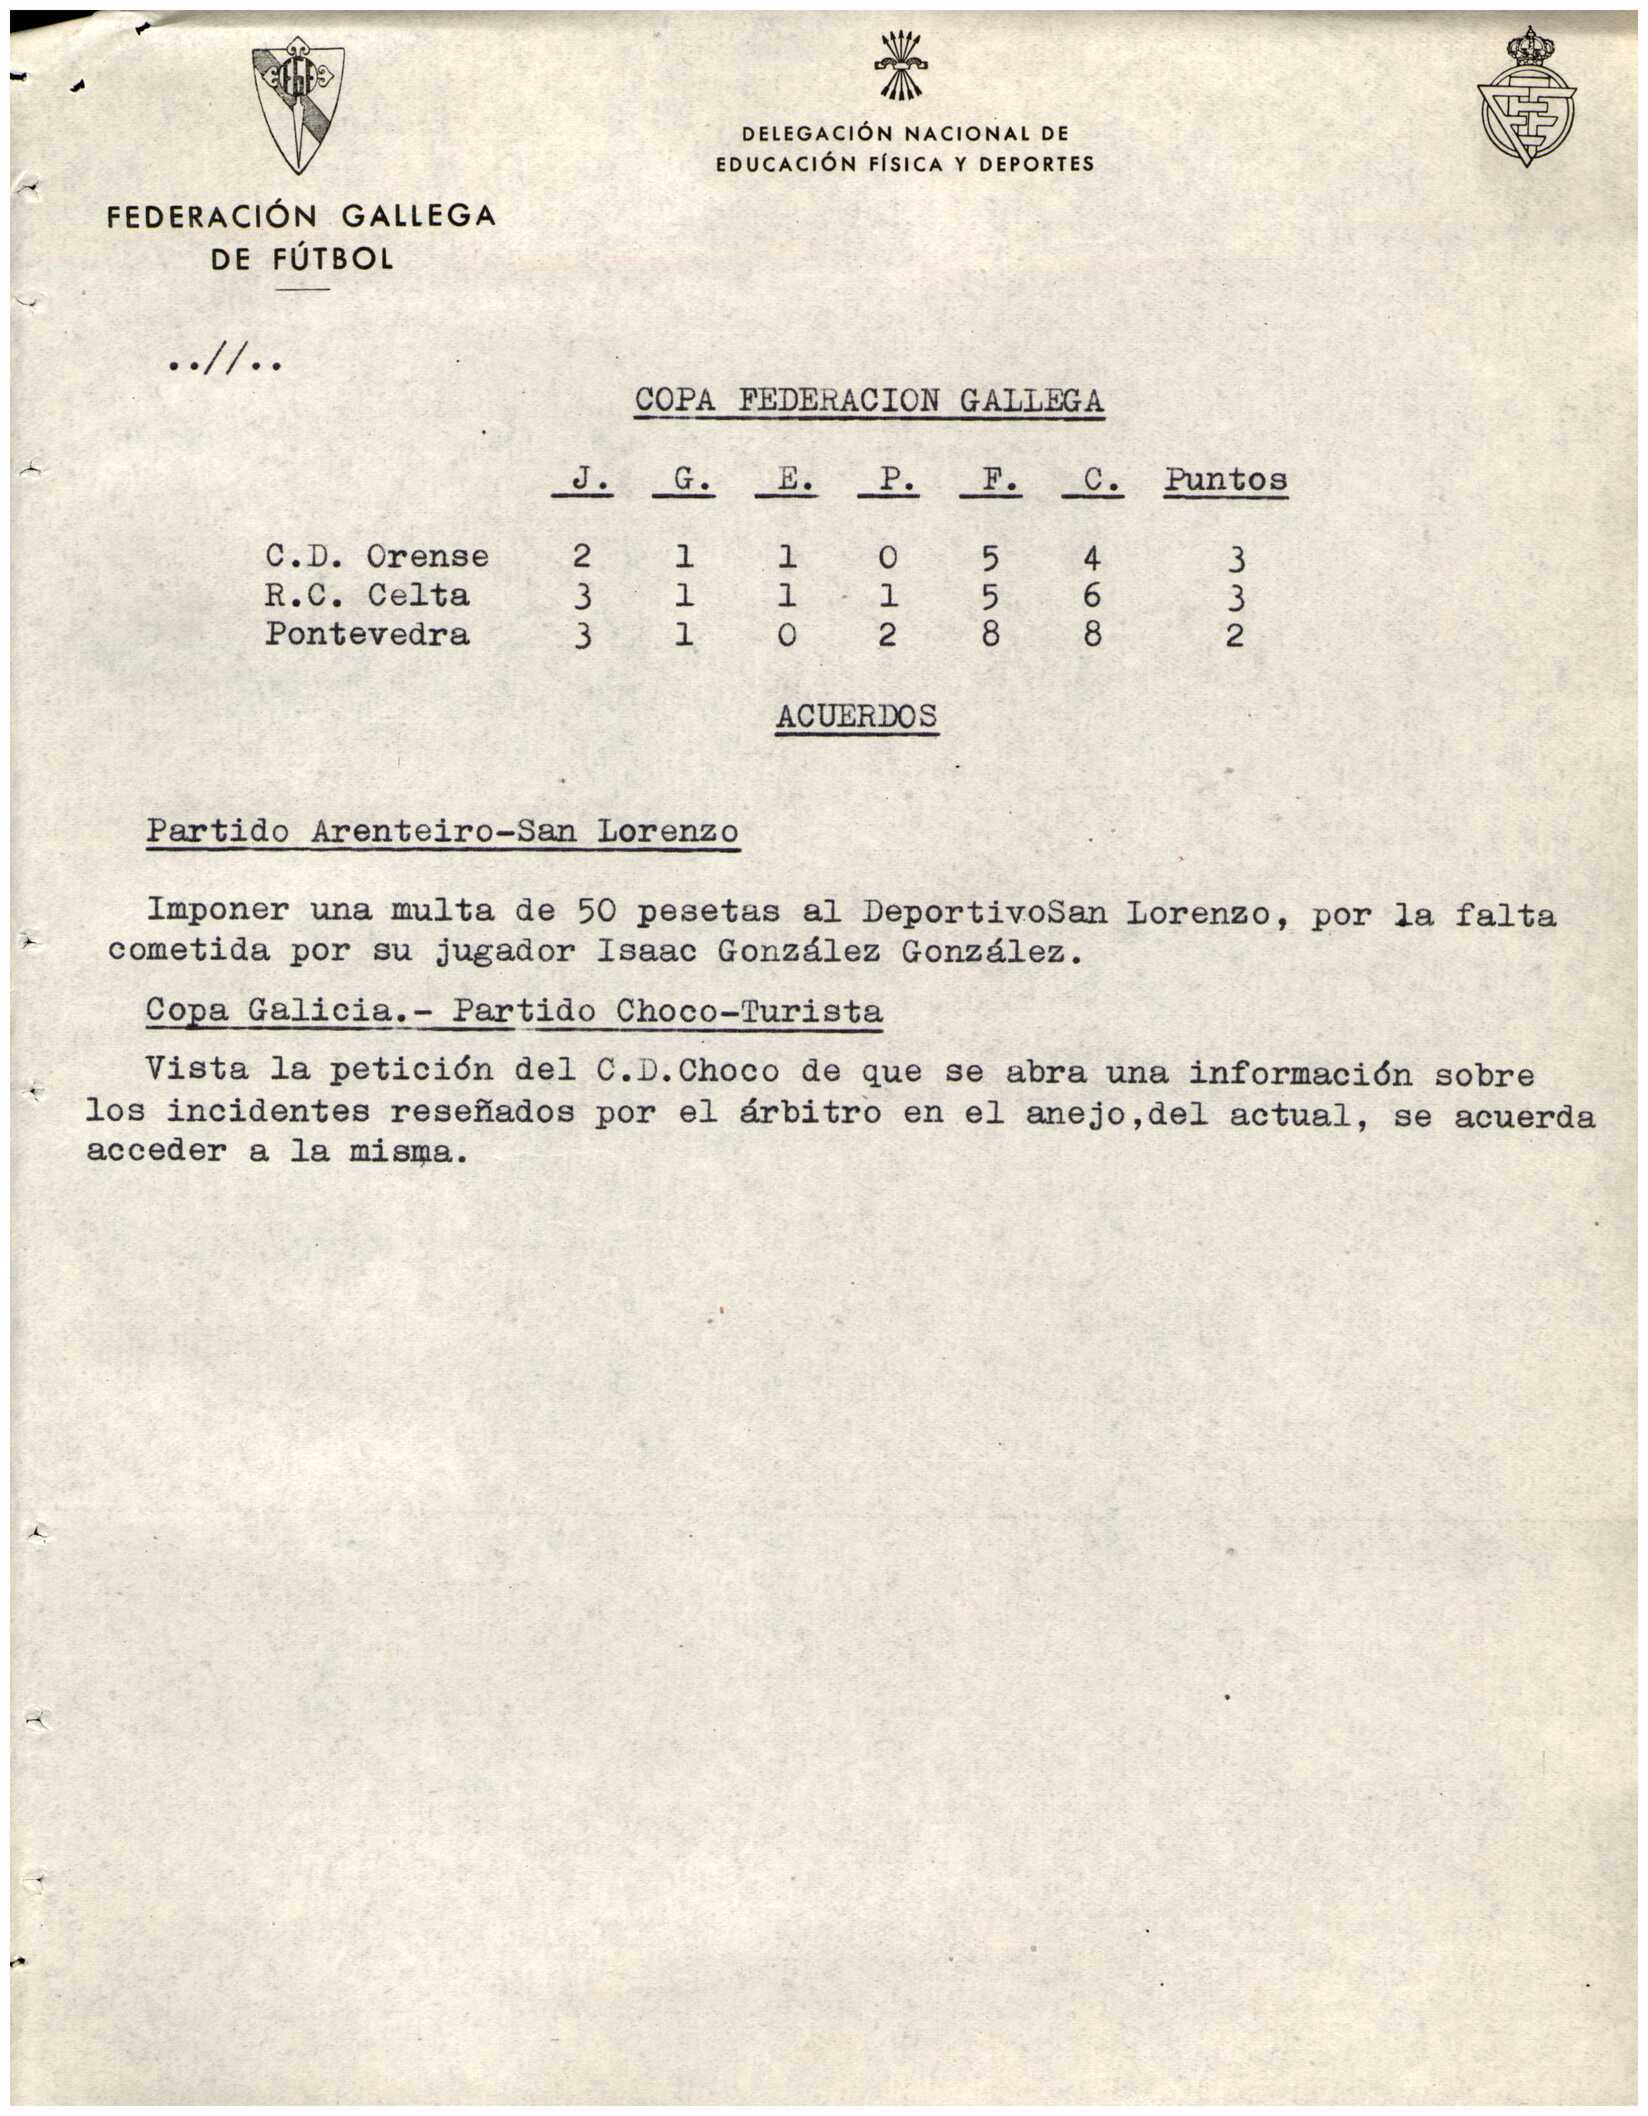 FEDERACIÓN GALLEGA
DE FÚTBOL
DELEGACIÓN NACIONAL DE
EDUCACIÓN FÍSICA Y DEPORTES
..//..
COPA FEDERACION GALLEGA
J. G. E. P. F. C. Puntos
C.D. Orense 2 1 1 0 5 4 3
R.C. Celta 3 1 1 1 5 6 3
Pontevedra 3 1 0 2 8 8 2
ACUERDOS
Partido Arenteiro-San Lorenzo
Imponer una multa de 50 pesetas al DeportivoSan Lorenzo, por la falta
cometida por su jugador Isaac González González.
Copa Galicia.- Partido Choco-Turista
Vista la petición del C.D.Choco de que se abra una información sobre
los incidentes reseñados por el árbitro en el anejo,del actual, se acuerda
acceder a la misma.